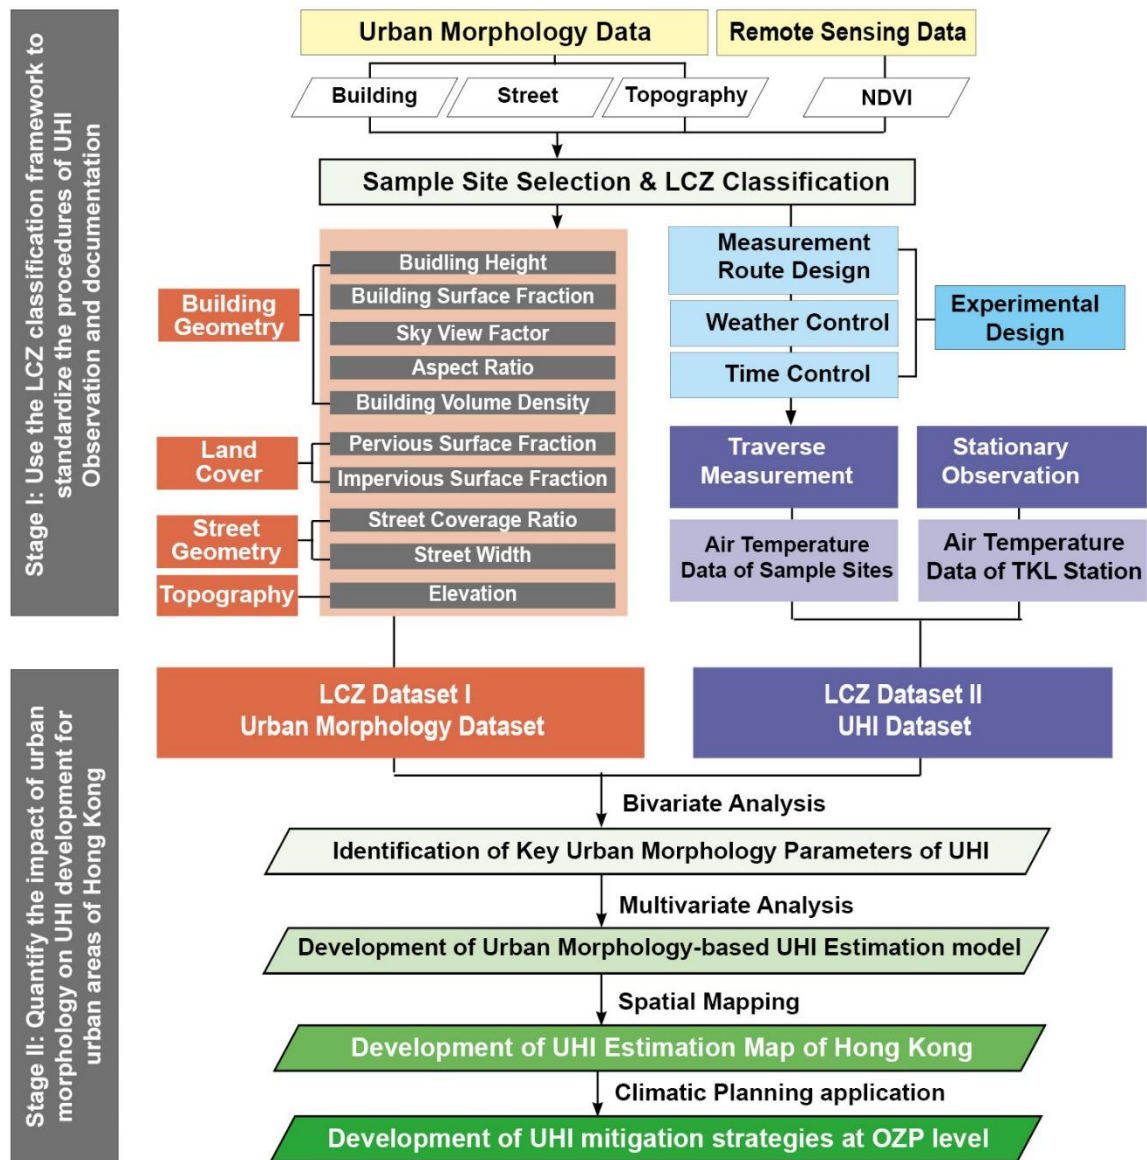 Stage I: Use the LCZ classification framework to
standardize the procedures of UHI
Observation and documentation
Urban Morphology Data
Remote Sensing Data
Building
Street
Topography
NDVI
Sample Site Selection & LCZ Classification
Building
Geometry
Land
Cover
Street
Geometry
Topography
Buidling Height
Building Surface Fraction
Sky View Factor
Aspect Ratio
Building Volume Density
Pervious Surface Fraction
Impervious Surface Fraction
Street Coverage Ratio
Street Width
Elevation
Measurement
Route Design
Weather Control
Time Control
Experimental
Design
Traverse
Measurement
Stationary
Observation
Air Temperature
Data of Sample Sites
Air Temperature
Data of TKL Station
Stage II: Quantify the impact of urban
morphology on UHI development for
urban areas of Hong Kong
LCZ Dataset I
Urban Morphology Dataset
LCZ Dataset II
UHI Dataset
Bivariate Analysis
Identification of Key Urban Morphology Parameters of UHI
Multivariate Analysis
Development of Urban Morphology-based UHI Estimation model
Spatial Mapping
Development of UHI Estimation Map of Hong Kong
Climatic Planning application
Development of UHI mitigation strategies at OZP level